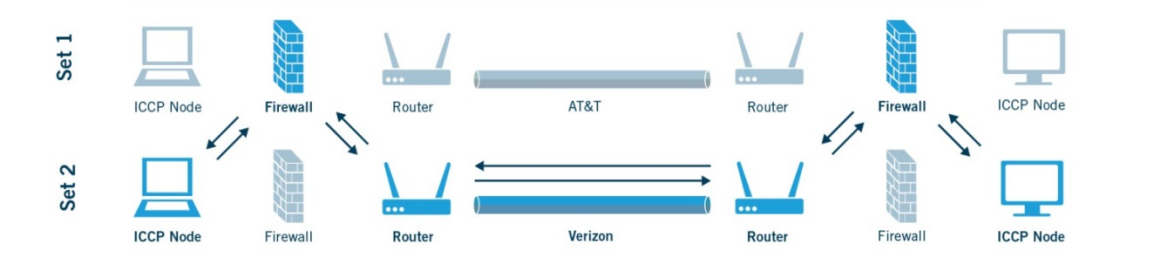 Set 1
ICCP Node
Firewall
Router
AT&T
Router
Firewall
ICCP Node
Set 2
ICCP Node
Firewall
Router
Verizon
Router
Firewall
ICCP Node